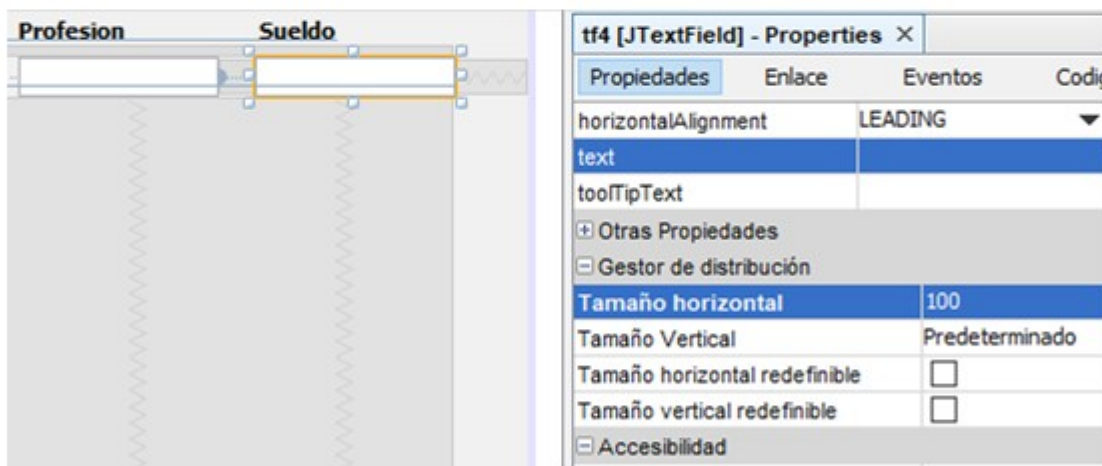 Profesion Sueldo
tf4 [JTextField] - Properties
Propiedades Enlace Eventos
horizontalAlignment LEADING
text
toolTipText
Otras Propiedades
Gestor de distribución
Tamaño horizontal 100
Tamaño Vertical Predeterminado
Tamaño horizontal redefinible
Tamaño vertical redefinible
Accesibilidad